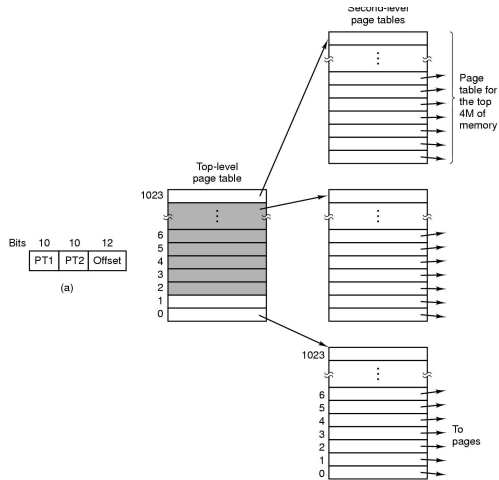 Second-level
page tables
Page
table for
the top
4M of
memory
Top-level
page table
1023
6
5
4
3
2
1
0
Bits 10 10 12
PT1 PT2 Offset
(a)
1023
6
5
4
3
2
1
0
To
pages